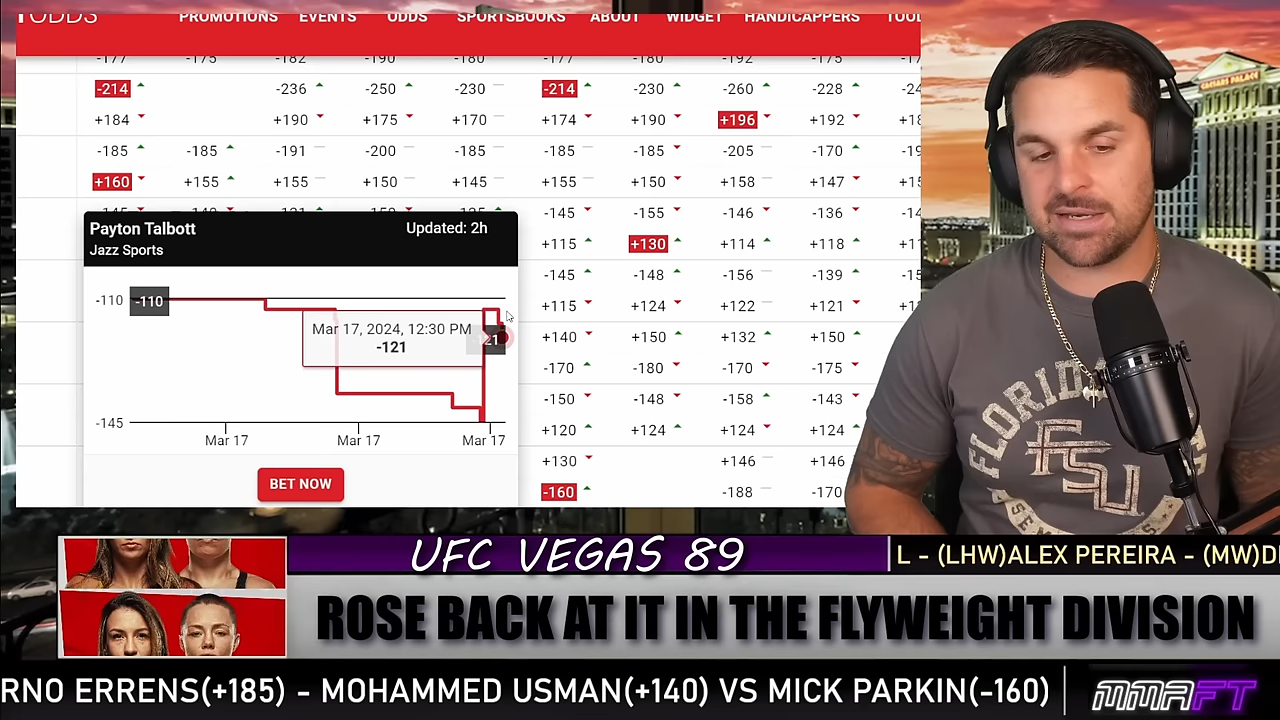 PROMOTIONS EVENTS ODDS SPORTSBOOKS ABOUT WIDGET HANDICAPPERS
-177 -175 -182 -190 -180 -177 -180 -192 -175
-214 -236 -250 -230 -214 -230 -260 -228
+184 +190 +175 +170 +174 +190 +196 +192
-185 -185 -191 -200 -185 -185 -185 -205 -170
+160 +155 +155 +150 +145 +155 +150 +158 +147
-145 -155 -146 -136
+115 +130 +114 +118
-145 -148 -156 -139
+115 +124 +122 +121
+140 +150 +132 +150
-170 -180 -170 -175
-150 -148 -158 -143
+120 +124 +124 +124
+130 +146 +146
-160 -188 -170
Payton Talbott
Updated: 2h
Jazz Sports
-110
-110
Mar 17, 2024, 12:30 PM
-121
-145
Mar 17 Mar 17 Mar 17
BET NOW
CAESARS PALACE
FLORIDA
FSU
UFC VEGAS 89
L - (LHW)ALEX PEREIRA - (MW)
ROSE BACK AT IT IN THE FLYWEIGHT DIVISION
RNO ERRENS(+185) - MOHAMMED USMAN(+140) VS MICK PARKIN(-160)
MMAFT